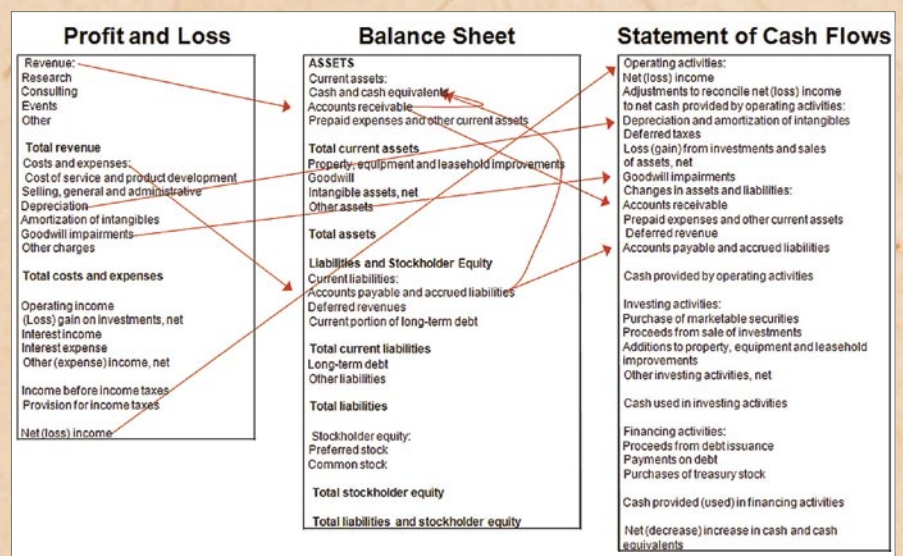 Profit and Loss
Revenue:
Research
Consulting
Events
Other
Total revenue
Costs and expenses:
Cost of service and product development
Selling, general and administrative
Depreciation
Amortization of intangibles
Goodwill impairments
Other charges
Total costs and expenses
Operating income
(Loss) gain on investments, net
Interest income
Interest expense
Other (expense) income, net
Income before income taxes
Provision for income taxes
Net (loss) income
Balance Sheet
ASSETS
Current assets:
Cash and cash equivalents
Accounts receivable
Prepaid expenses and other current assets
Total current assets
Property, equipment and leasehold improvements
Goodwill
Intangible assets, net
Other assets
Total assets
Liabilities and Stockholder Equity
Current liabilities:
Accounts payable and accrued liabilities
Deferred revenues
Current portion of long-term debt
Total current liabilities
Long-term debt
Other liabilities
Total liabilities
Stockholder equity:
Preferred stock
Common stock
Total stockholder equity
Total liabilities and stockholder equity
Statement of Cash Flows
Operating activities:
Net (loss) income
Adjustments to reconcile net (loss) income
to net cash provided by operating activities:
Depreciation and amortization of intangibles
Deferred taxes
Loss (gain) from investments and sales
of assets, net
Goodwill impairments
Changes in assets and liabilities:
Accounts receivable
Prepaid expenses and other current assets
Deferred revenue
Accounts payable and accrued liabilities
Cash provided by operating activities
Investing activities:
Purchase of marketable securities
Proceeds from sale of investments
Additions to property, equipment and leasehold
improvements
Other investing activities, net
Cash used in investing activities
Financing activities:
Proceeds from debt issuance
Payments on debt
Purchases of treasury stock
Cash provided (used) in financing activities
Net (decrease) increase in cash and cash
equivalents